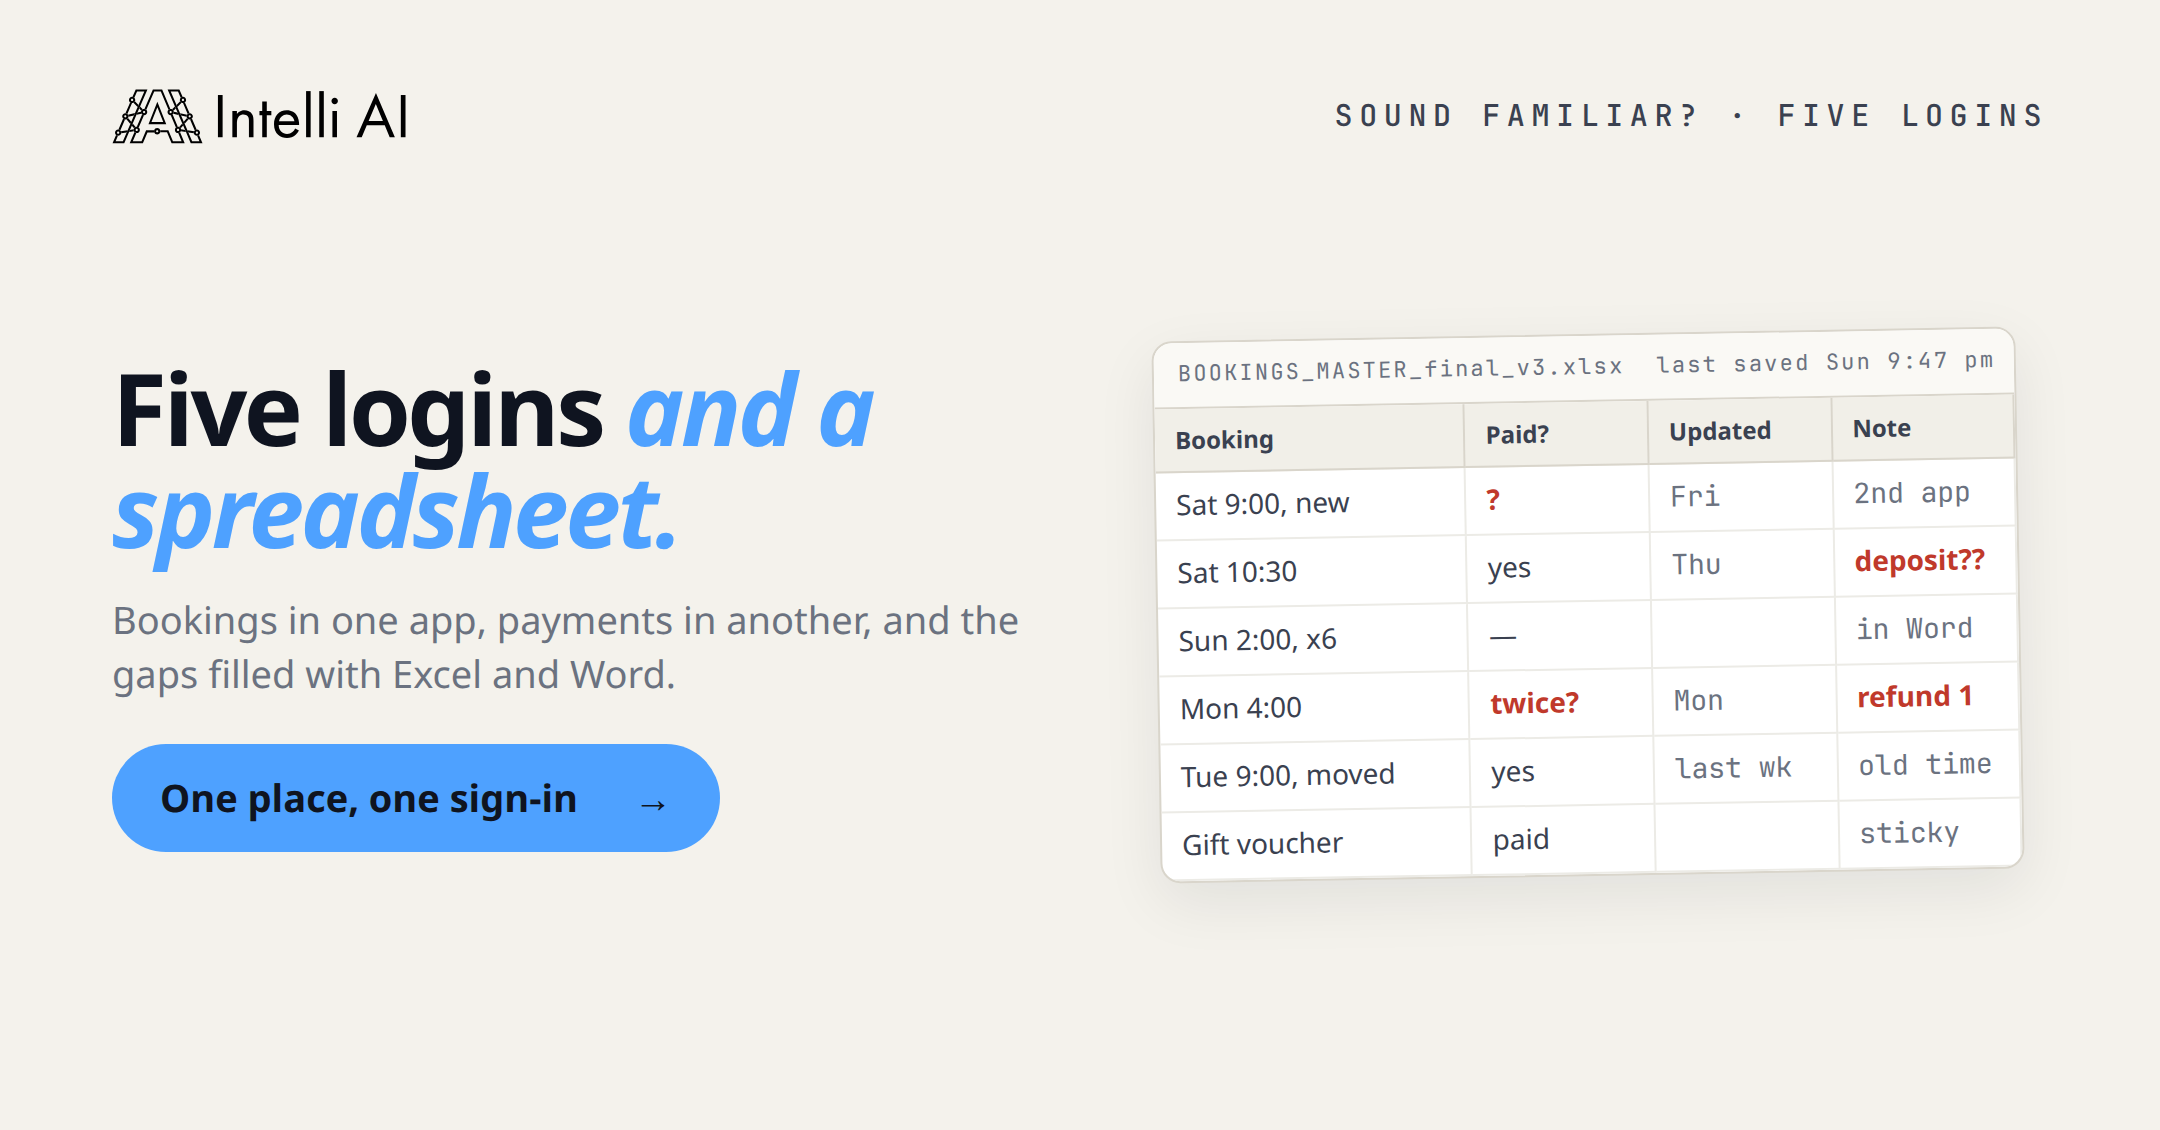 Intelli AI
SOUND FAMILIAR? · FIVE LOGINS
Five logins and a
spreadsheet.
Bookings in one app, payments in another, and the
gaps filled with Excel and Word.
One place, one sign-in →
BOOKINGS_MASTER_final_v3.xlsx last saved Sun 9:47 pm
Booking Paid? Updated Note
Sat 9:00, new ? Fri 2nd app
Sat 10:30 yes Thu deposit??
Sun 2:00, x6 — in Word
Mon 4:00 twice? Mon refund 1
Tue 9:00, moved yes last wk old time
Gift voucher paid sticky